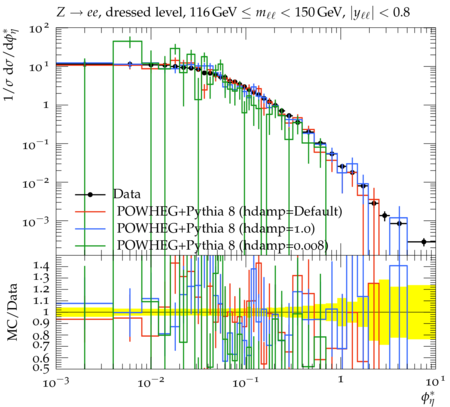 Z → ee, dressed level, 116 GeV ≤ mℓℓ < 150 GeV, |yℓℓ| < 0.8
1/σ dσ/dϕ*η
10²
10¹
1
10⁻¹
10⁻²
10⁻³
Data
POWHEG+Pythia 8 (hdamp=Default)
POWHEG+Pythia 8 (hdamp=1.0)
POWHEG+Pythia 8 (hdamp=0.008)
MC/Data
1.4
1.3
1.2
1.1
1
0.9
0.8
0.7
0.6
0.5
10⁻³ 10⁻² 10⁻¹ 1 10¹
ϕ*η